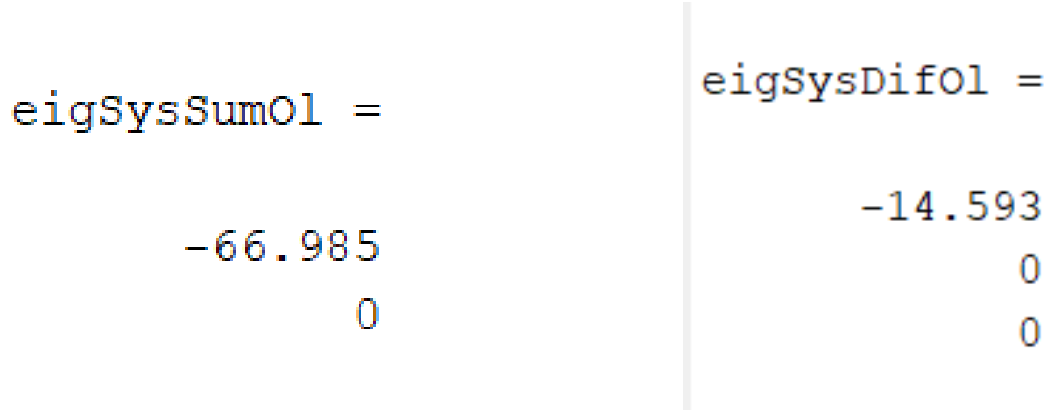 eigSysSumOl =
-66.985
0
eigSysDifOl =
-14.593
0
0